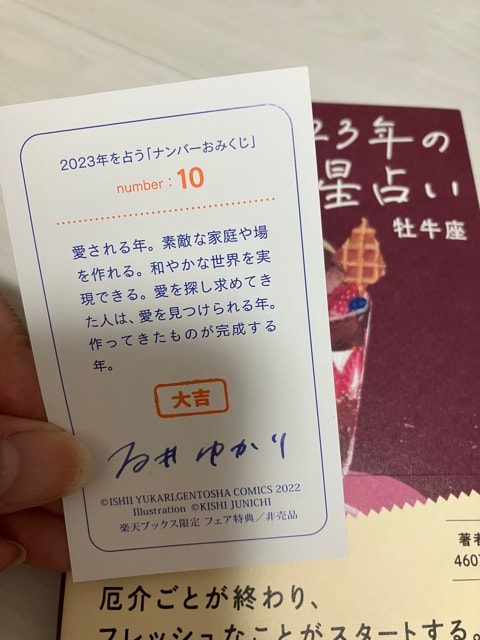 2023年を占う「ナンバーおみくじ」
number : 10
愛される年。素敵な家庭や場
を作れる。和やかな世界を実
現できる。愛を探し求めてき
た人は、愛を見つけられる年。
作ってきたものが完成する
年。
大吉
石井ゆかり
©ISHII YUKARI,GENTOSHA COMICS 2022
Illustration ©KISHI JUNICHI
楽天ブックス限定 フェア特典／非売品
23年の
星占い
牡牛座
著者
460
厄介ごとが終わり、
フレッシュなことがスタートする。